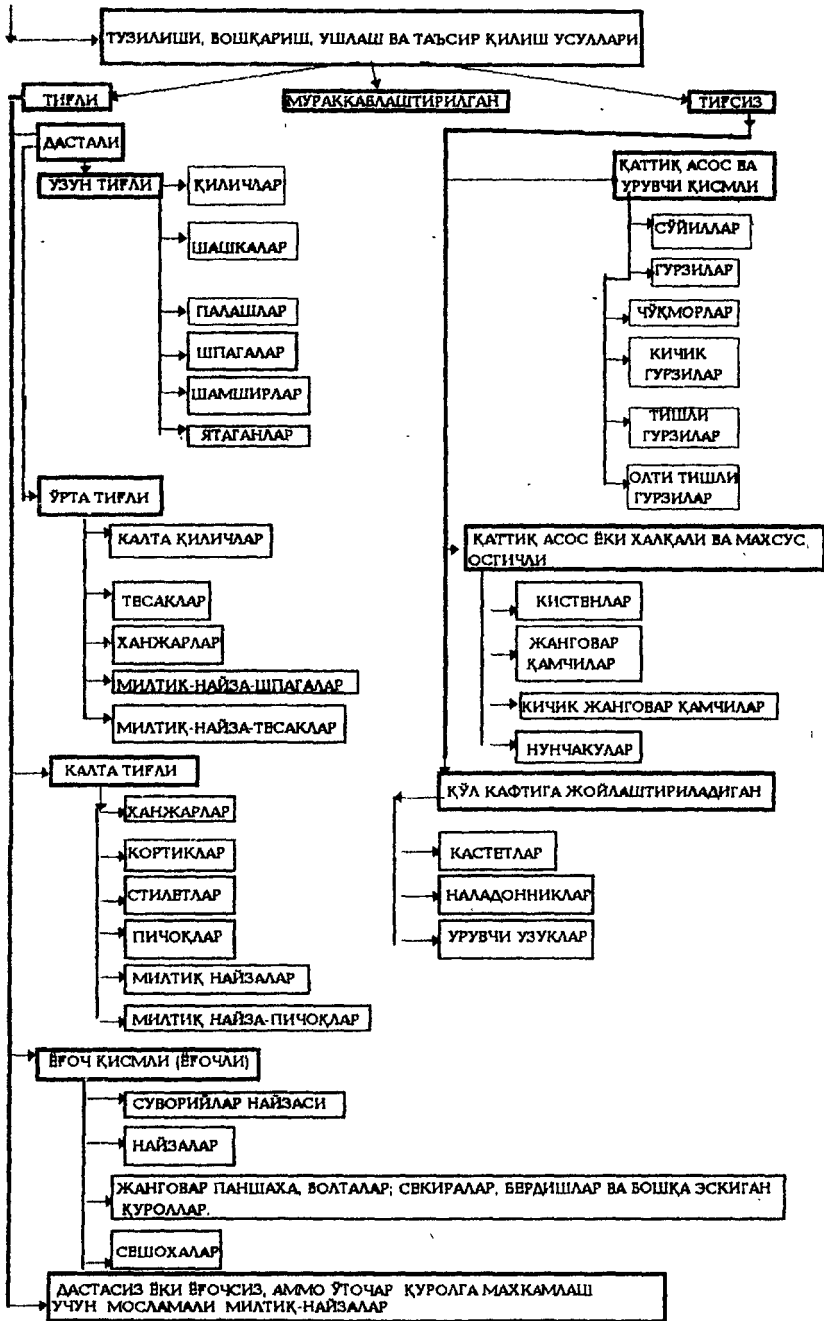 ТУЗИЛИШИ, БОШҚАРИШ, УШЛАШ ВА ТАЪСИР ҚИЛИШ УСУЛЛАРИ
ТИҒЛИ
МУРАККАБЛАШТИРИЛГАН
ТИҒСИЗ
ДАСТАЛИ
УЗУН ТИҒЛИ
ҚИЛИЧЛАР
ШАШКАЛАР
ПАЛАШЛАР
ШПАГАЛАР
ШАМШИРЛАР
ЯТАГАНЛАР
ЎРТА ТИҒЛИ
КАЛТА ҚИЛИЧЛАР
ТЕСАКЛАР
ХАНЖАРЛАР
МИЛТИҚ-НАЙЗА-ШПАГАЛАР
МИЛТИҚ-НАЙЗА-ТЕСАКЛАР
КАЛТА ТИҒЛИ
ХАНЖАРЛАР
КОРТИКЛАР
СТИЛЕТЛАР
ПИЧОҚЛАР
МИЛТИҚ НАЙЗАЛАР
МИЛТИҚ НАЙЗА-ПИЧОҚЛАР
ЁҒОЧ ҚИСМЛИ (ЁҒОЧЛИ)
СУВОРИЙЛАР НАЙЗАСИ
НАЙЗАЛАР
ЖАНГОВАР ПАНШАХА, БОЛТАЛАР; СЕКИРАЛАР, БЕРДИШЛАР ВА БОШҚА ЭСКИГАН
ҚУРОЛЛАР.
СЕШОХАЛАР
ДАСТАСИЗ ЁКИ ЁҒОЧСИЗ, АММО ЎТОЧАР ҚУРОЛГА МАХКАМЛАШ
УЧУН МОСЛАМАЛИ МИЛТИҚ-НАЙЗАЛАР
ҚАТТИҚ АСОС ВА
УРУВЧИ ҚИСМЛИ
СЎЙИЛЛАР
ГУРЗИЛАР
ЧЎҚМОРЛАР
КИЧИК
ГУРЗИЛАР
ТИШЛИ
ГУРЗИЛАР
ОЛТИ ТИШЛИ
ГУРЗИЛАР
ҚАТТИҚ АСОС ЁКИ ХАЛҚАЛИ ВА МАХСУС
ОСГИЧЛИ
КИСТЕНЛАР
ЖАНГОВАР
ҚАМЧИЛАР
КИЧИК ЖАНГОВАР ҚАМЧИЛАР
НУНЧАКУЛАР
ҚЎЛ КАФТИГА ЖОЙЛАШТИРИЛАДИГАН
КАСТЕТЛАР
НАЛАДОННИКЛАР
УРУВЧИ УЗУКЛАР